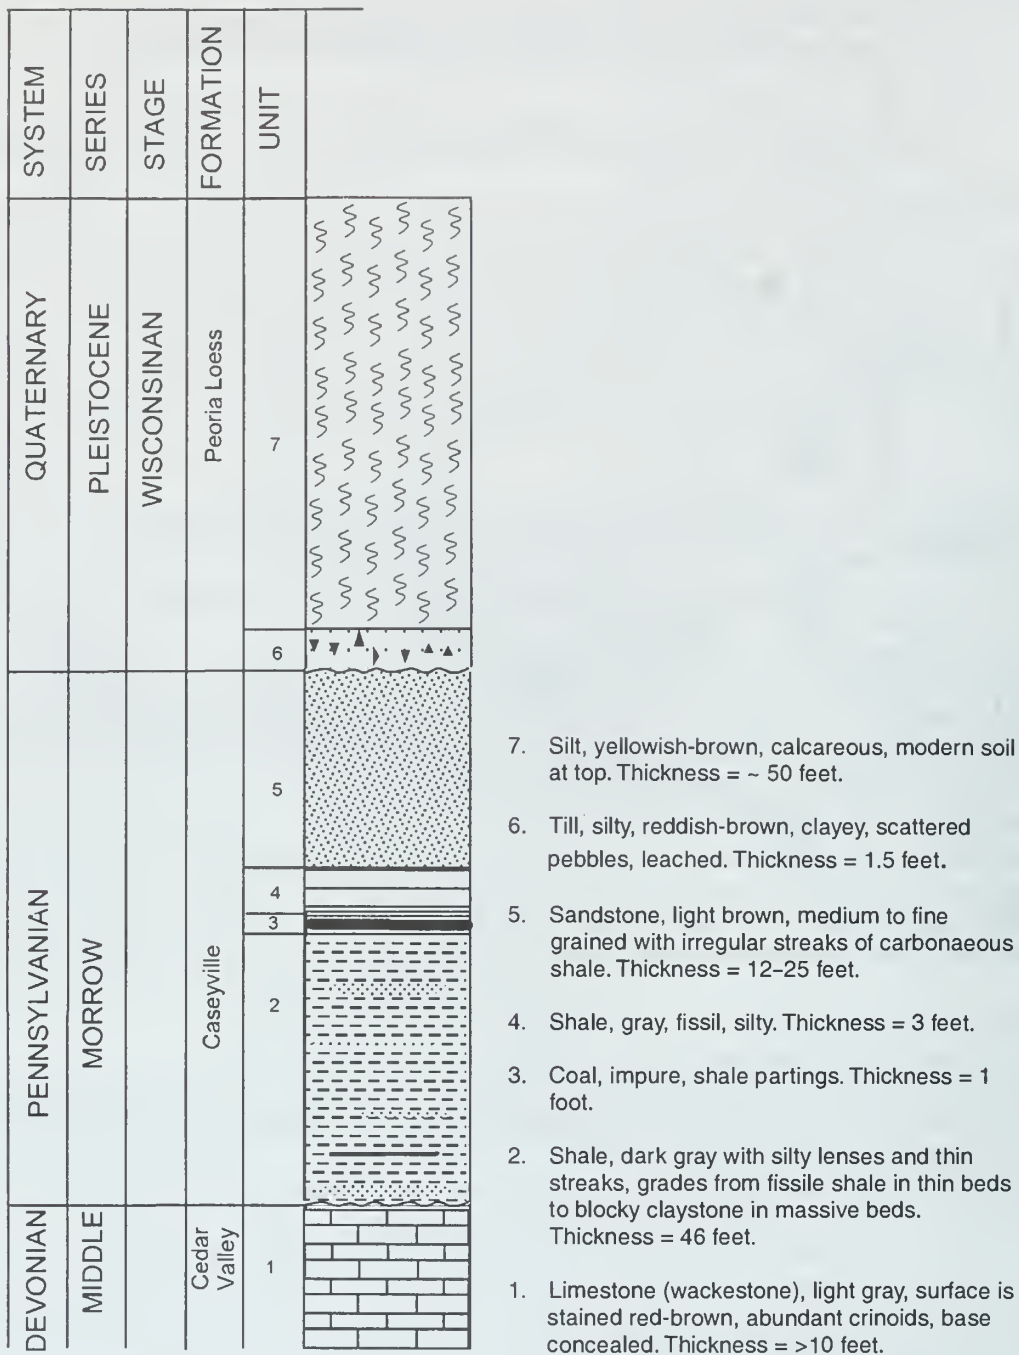 SYSTEM
SERIES
STAGE
FORMATION
UNIT
QUATERNARY
PLEISTOCENE
WISCONSINAN
Peoria Loess
7
6
PENNSYLVANIAN
MORROW
Caseyville
5
4
3
2
DEVONIAN
MIDDLE
Cedar
Valley
1
7. Silt, yellowish-brown, calcareous, modern soil
at top. Thickness = ~ 50 feet.
6. Till, silty, reddish-brown, clayey, scattered
pebbles, leached. Thickness = 1.5 feet.
5. Sandstone, light brown, medium to fine
grained with irregular streaks of carbonaeous
shale. Thickness = 12–25 feet.
4. Shale, gray, fissil, silty. Thickness = 3 feet.
3. Coal, impure, shale partings. Thickness = 1
foot.
2. Shale, dark gray with silty lenses and thin
streaks, grades from fissile shale in thin beds
to blocky claystone in massive beds.
Thickness = 46 feet.
1. Limestone (wackestone), light gray, surface is
stained red-brown, abundant crinoids, base
concealed. Thickness = >10 feet.